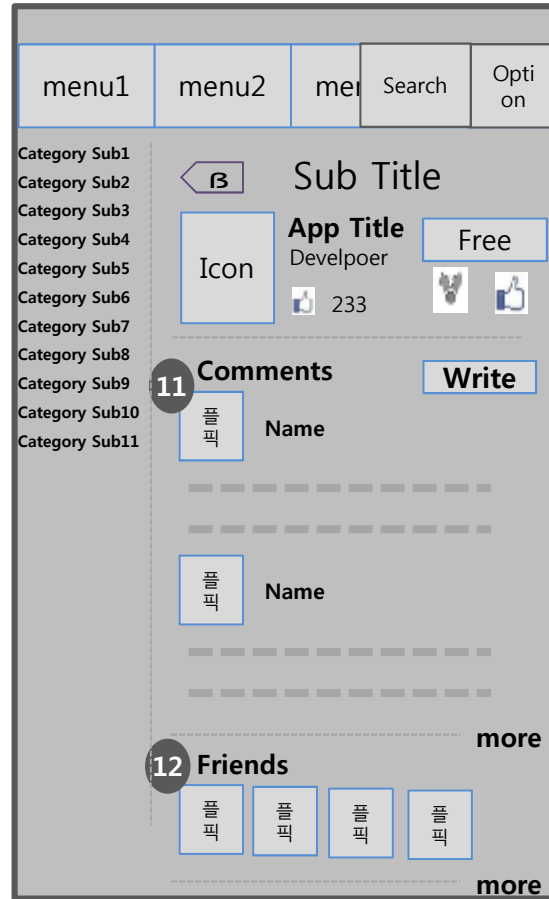 menu1
menu2
mer
Search
Opti
on
Category Sub1
Category Sub2
Category Sub3
Category Sub4
Category Sub5
Category Sub6
Category Sub7
Category Sub8
Category Sub9
Category Sub10
Category Sub11
ß
Sub Title
Icon
App Title
Develpoer
233
Free
11
Comments
Write
플
픽
Name
플
픽
Name
more
12
Friends
플
픽
플
픽
플
픽
플
픽
more